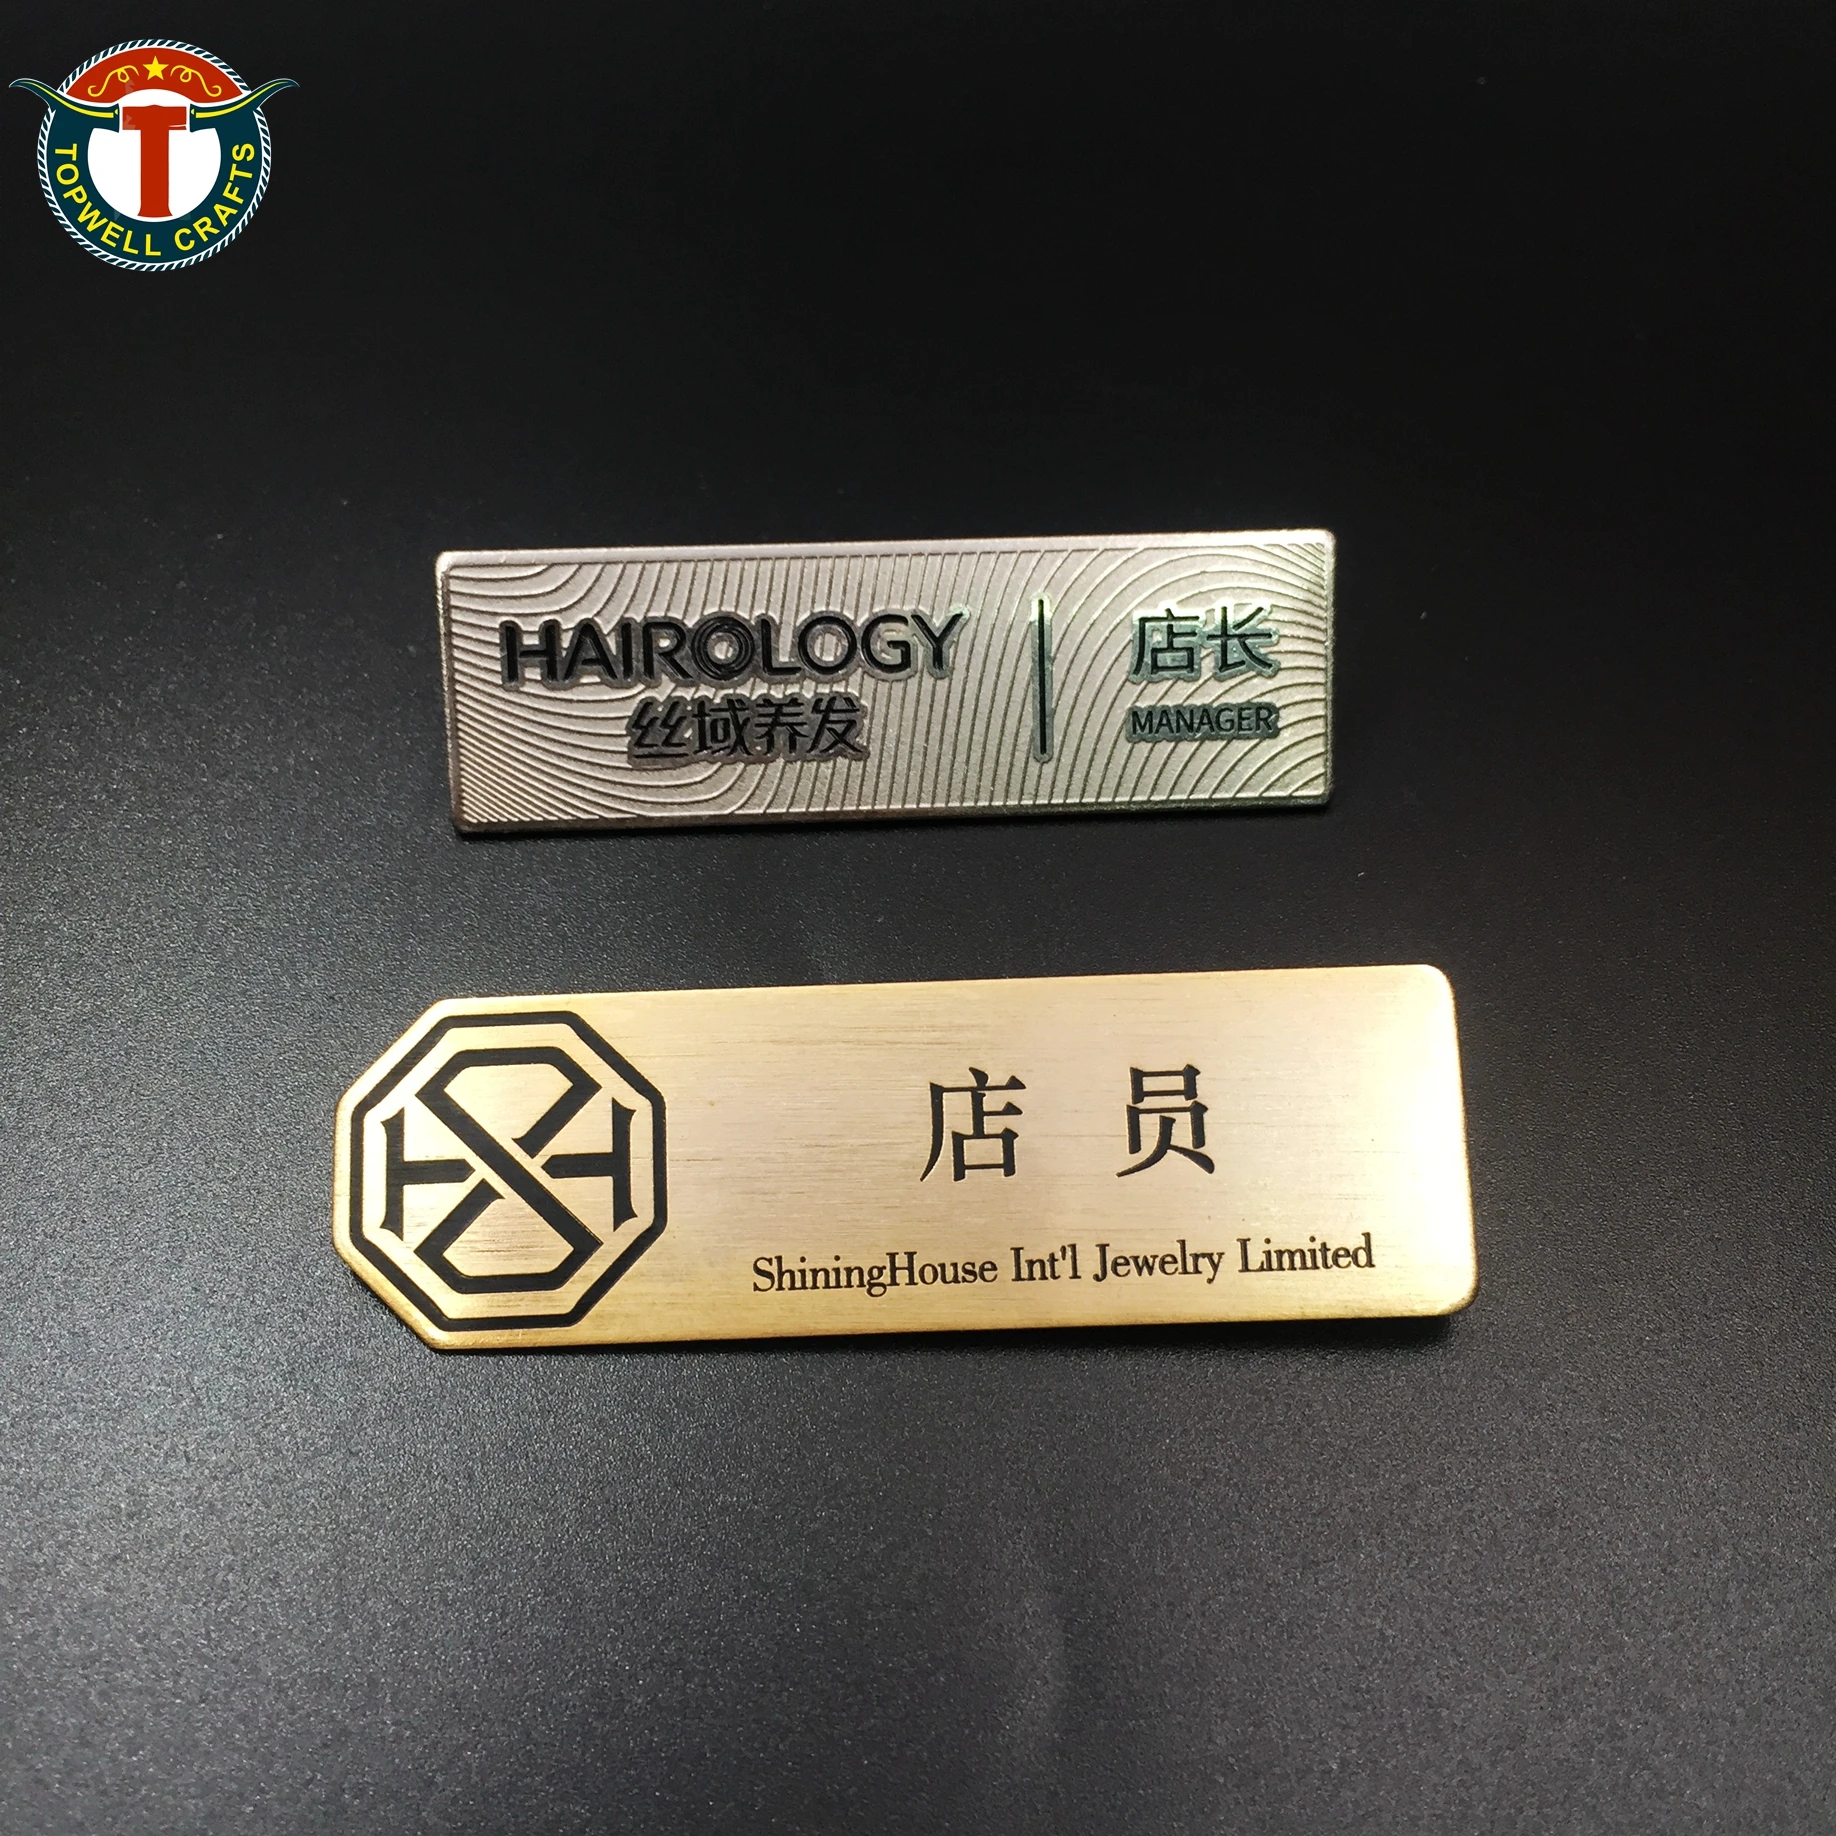 T
TOPWELL CRAFTS
HAIROLOGY
丝域养发
店长
MANAGER
店员
ShiningHouse Int'l Jewelry Limited